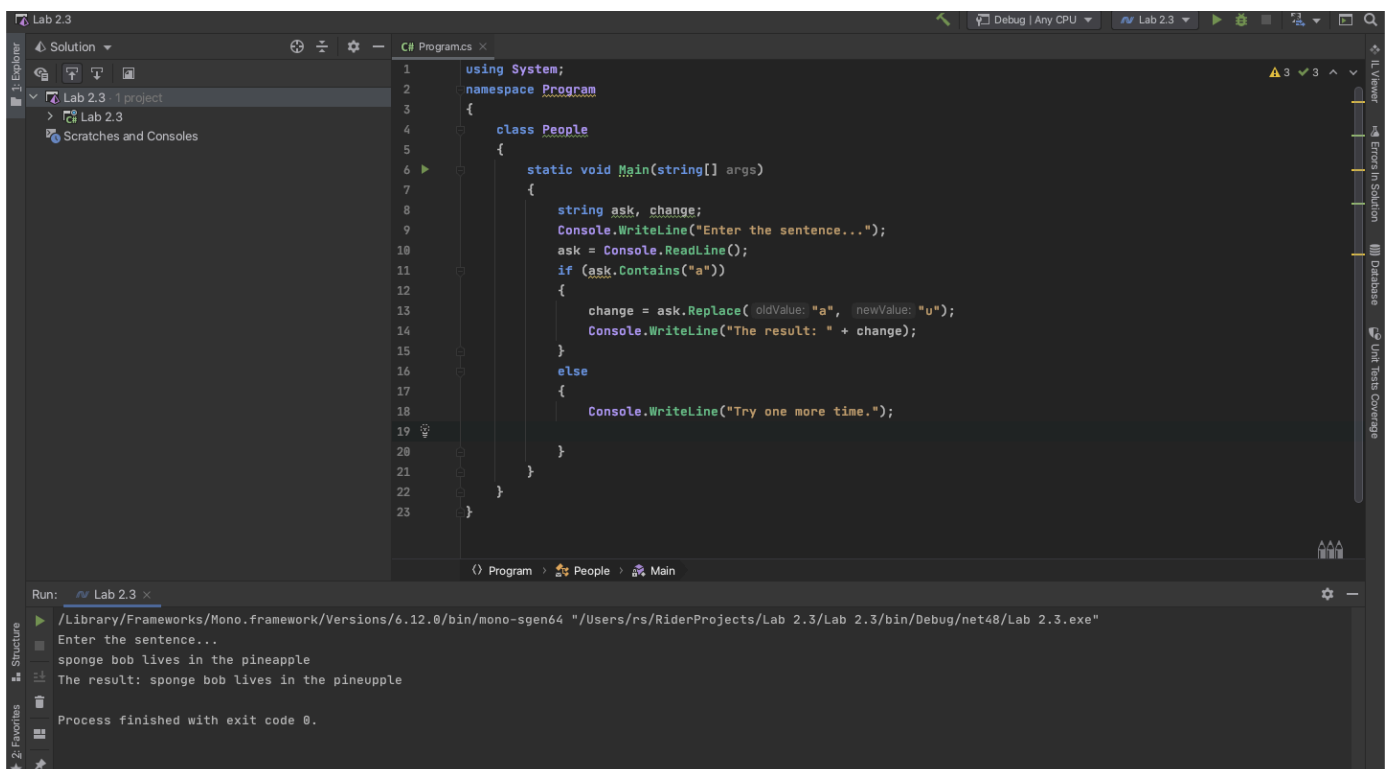 Lab 2.3
Debug | Any CPU
Lab 2.3
1: Explorer
Solution
Lab 2.3 · 1 project
Lab 2.3
Scratches and Consoles
C# Program.cs
3 3
1 using System;
2 namespace Program
3 {
4 class People
5 {
6 static void Main(string[] args)
7 {
8 string ask, change;
9 Console.WriteLine("Enter the sentence...");
10 ask = Console.ReadLine();
11 if (ask.Contains("a"))
12 {
13 change = ask.Replace( oldValue: "a", newValue: "u");
14 Console.WriteLine("The result: " + change);
15 }
16 else
17 {
18 Console.WriteLine("Try one more time.");
19
20 }
21 }
22 }
23 }
IL Viewer
Errors In Solution
Database
Unit Tests Coverage
Program
People
Main
Run:
Lab 2.3
/Library/Frameworks/Mono.framework/Versions/6.12.0/bin/mono-sgen64 "/Users/rs/RiderProjects/Lab 2.3/Lab 2.3/bin/Debug/net48/Lab 2.3.exe"
Enter the sentence...
sponge bob lives in the pineapple
The result: sponge bob lives in the pineupple
Process finished with exit code 0.
Structure
2: Favorites